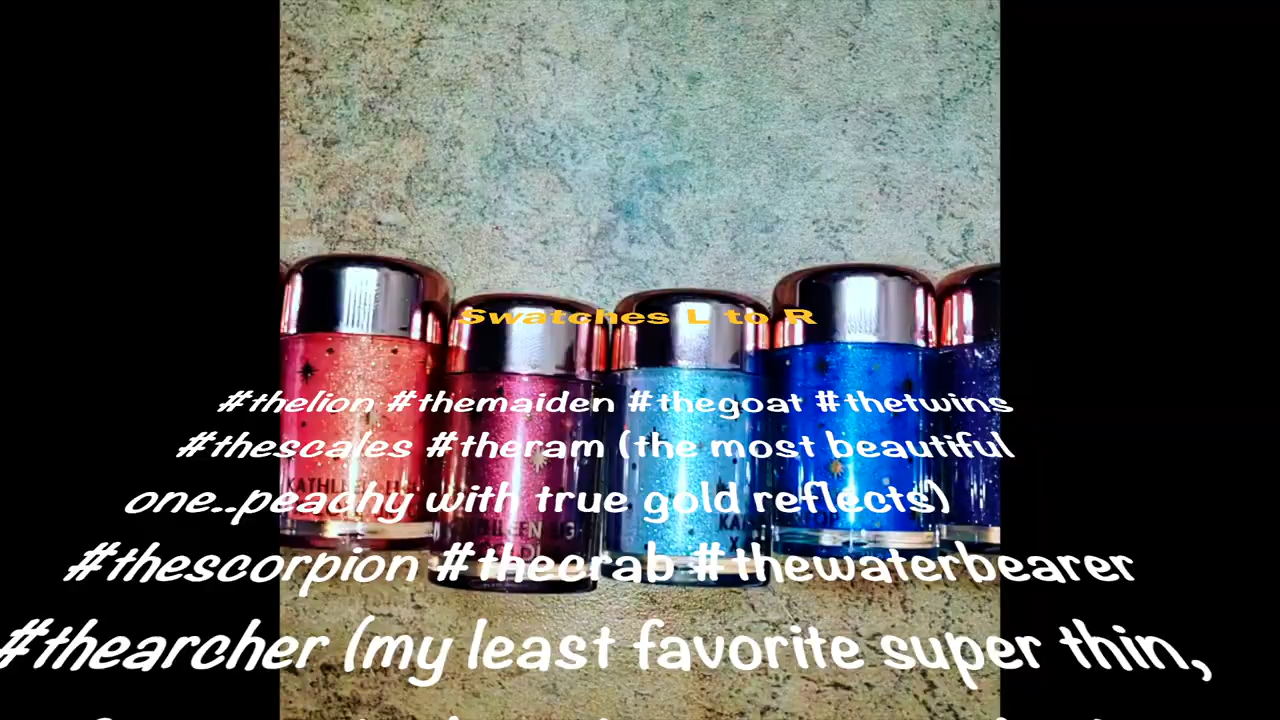 Swatches L to R
#thelion #themaiden #thegoat #thetwins
#thescales #theram (the most beautiful
one..peachy with true gold reflects)
#thescorpion #thecrab #thewaterbearer
#thearcher (my least favorite super thin,
KATHLEEN